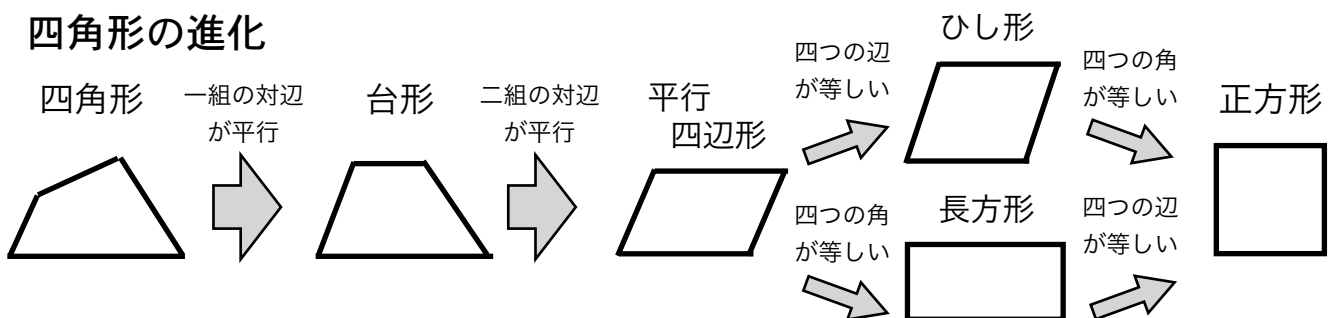 四角形の進化
四角形
一組の対辺
が平行
台形
二組の対辺
が平行
平行
四辺形
四つの辺
が等しい
ひし形
四つの角
が等しい
四つの角
が等しい
長方形
四つの辺
が等しい
正方形